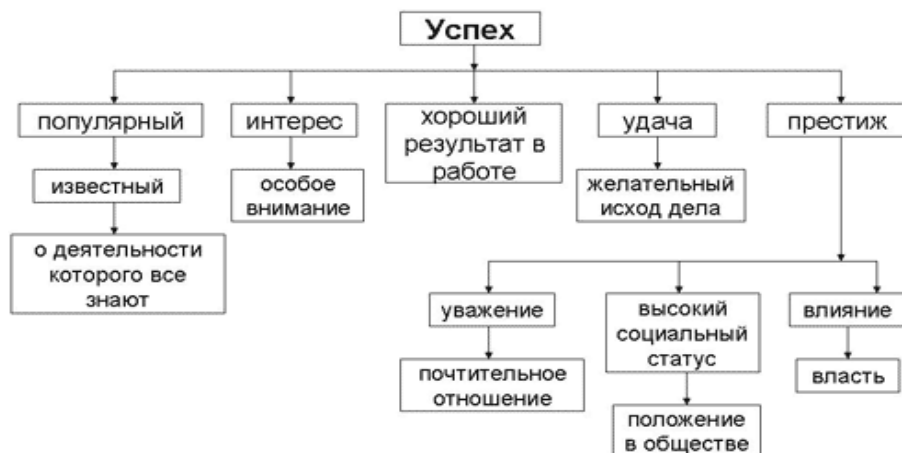 Успех
популярный
интерес
хороший
результат в
работе
удача
престиж
известный
особое
внимание
желательный
исход дела
о деятельности
которого все
знают
уважение
высокий
социальный
статус
влияние
почтительное
отношение
власть
положение
в обществе